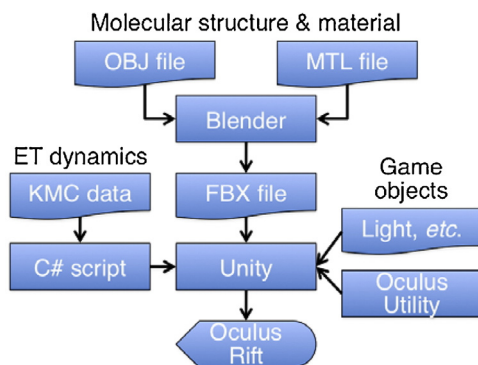 Molecular structure & material
OBJ file
MTL file
Blender
ET dynamics
Game
objects
KMC data
FBX file
Light, etc.
C# script
Unity
Oculus
Utility
Oculus
Rift